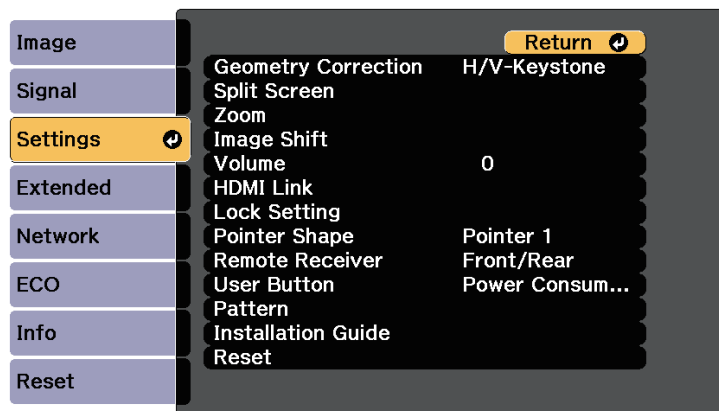 Image
Signal
Settings
Extended
Network
ECO
Info
Reset
Return
Geometry Correction H/V-Keystone
Split Screen
Zoom
Image Shift
Volume 0
HDMI Link
Lock Setting
Pointer Shape Pointer 1
Remote Receiver Front/Rear
User Button Power Consum...
Pattern
Installation Guide
Reset